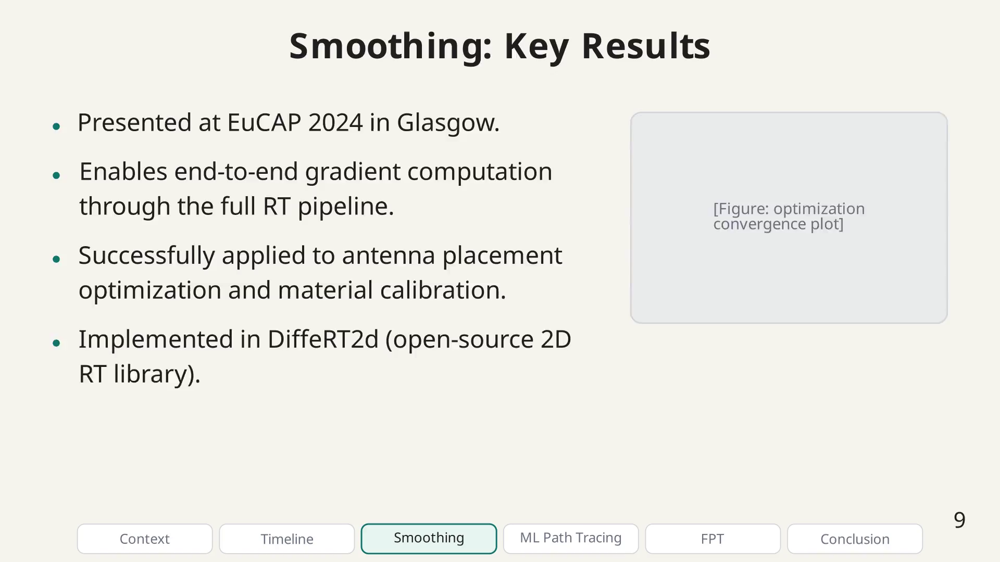 Smoothing: Key Results
Presented at EuCAP 2024 in Glasgow.
Enables end-to-end gradient computation
through the full RT pipeline.
Successfully applied to antenna placement
optimization and material calibration.
Implemented in DiffeRT2d (open-source 2D
RT library).
[Figure: optimization
convergence plot]
9
Context
Timeline
Smoothing
ML Path Tracing
FPT
Conclusion